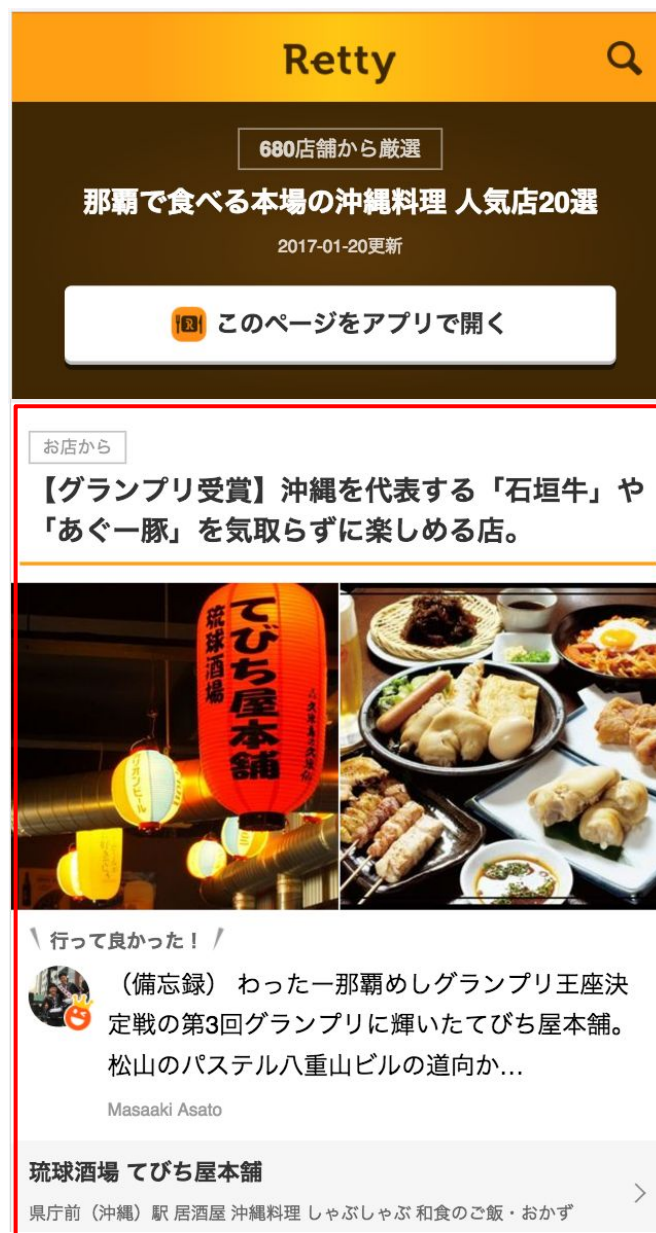 Retty
680店舗から厳選
那覇で食べる本場の沖縄料理 人気店20選
2017-01-20更新
このページをアプリで開く
お店から
【グランプリ受賞】沖縄を代表する「石垣牛」や
「あぐー豚」を気取らずに楽しめる店。
琉球酒場
てびち屋本舗
オリオンビール
行って良かった！
（備忘録） わったー那覇めしグランプリ王座決
定戦の第3回グランプリに輝いたてびち屋本舗。
松山のパステル八重山ビルの道向か...
Masaaki Asato
琉球酒場 てびち屋本舗
県庁前（沖縄）駅 居酒屋 沖縄料理 しゃぶしゃぶ 和食のご飯・おかず